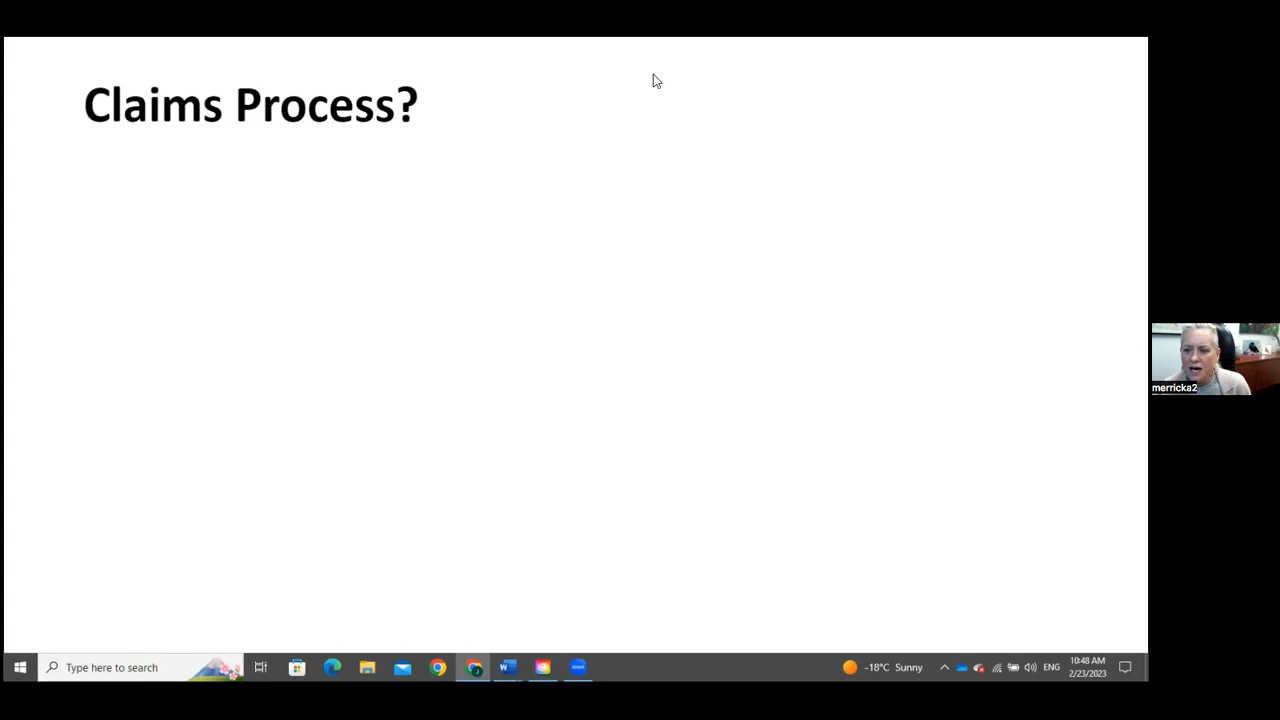 Claims Process?
merricka2
Type here to search
-18°C Sunny
ENG
10:48 AM
2/23/2023